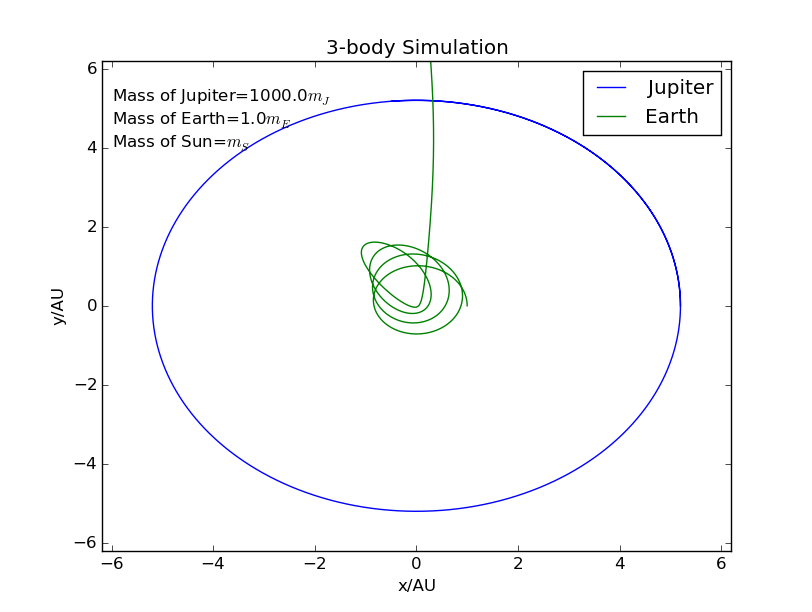 3-body Simulation
Mass of Jupiter=1000.0m_J
Mass of Earth=1.0m_E
Mass of Sun=m_S
Jupiter
Earth
6
4
2
0
−2
−4
−6
y/AU
−6 −4 −2 0 2 4 6
x/AU